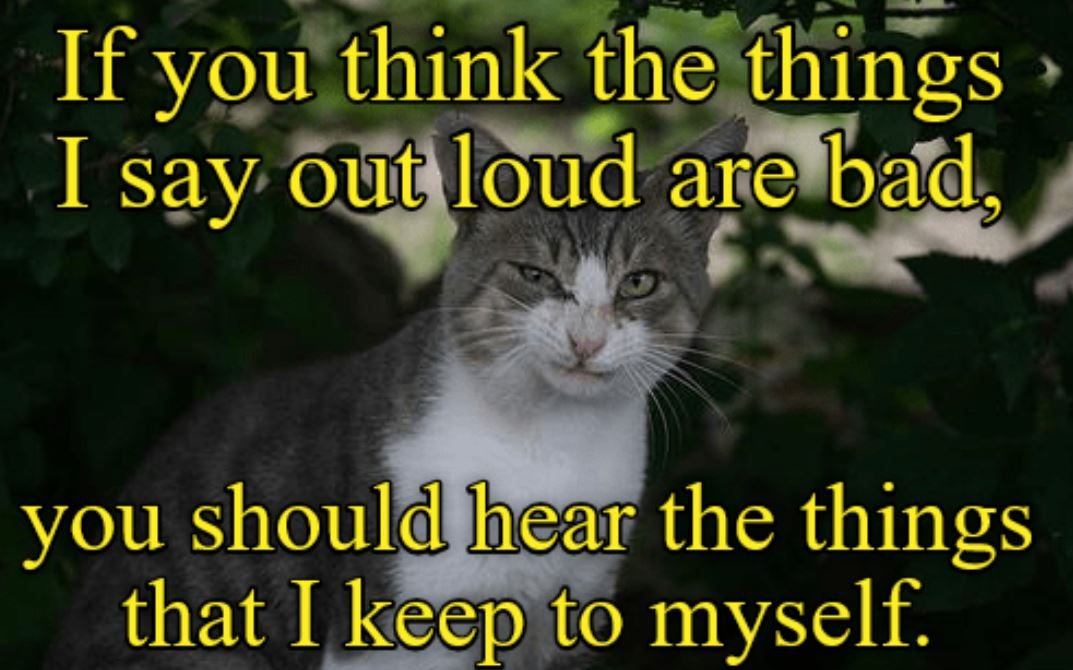 If you think the things
I say out loud are bad,
you should hear the things
that I keep to myself.